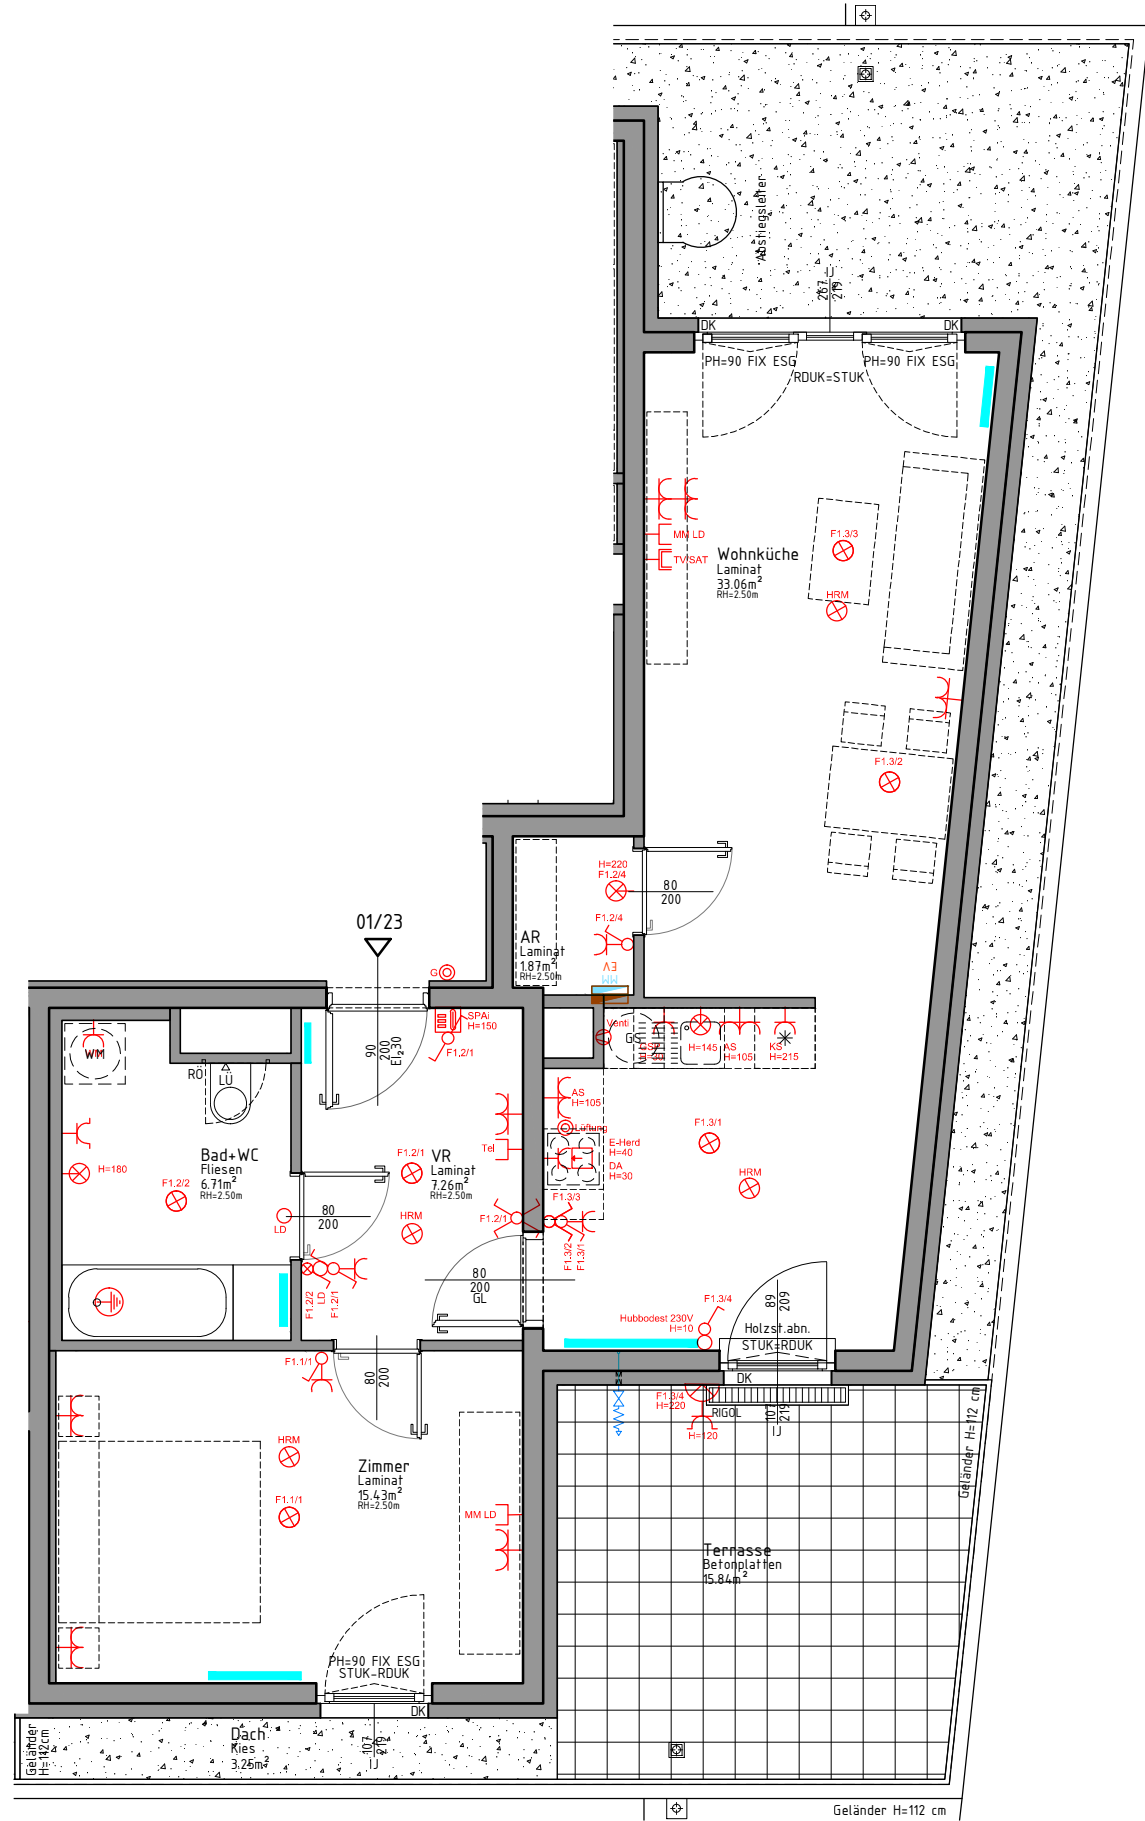 Abstiegsleiter
267
219
IJ
DK
DK
PH=90 FIX ESG
PH=90 FIX ESG
RDUK=STUK
MM LD
TV/SAT
Wohnküche
Laminat
33.06m²
RH=2.50m
F1.3/3
HRM
F1.3/2
H=220
F1.2/4
80
200
F1.2/4
AR
Laminat
1.87m²
RH=2.50m
EV
WW
01/23
G
SPAi
H=150
F1.2/1
90
200
EI₂30
Venti
GS
GSP
H=30
H=145
AS
H=105
KS
H=215
WM
RÖ
LÜ
AS
H=105
Lüftung
E-Herd
H=40
DA
H=30
F1.3/1
HRM
Tel
Bad+WC
Fliesen
6.71m²
RH=2.50m
H=180
F1.2/2
LD
80
200
VR
Laminat
7.26m²
RH=2.50m
F1.2/1
HRM
F1.2/1
F1.3/3
F1.3/2
F1.3/1
F1.2/2
LD
F1.2/1
80
200
GL
Hubbodest 230V
H=10
F1.3/4
89
209
Holzst.abn.
STUK=RDUK
DK
F1.1/1
80
200
F1.3/4
H=220
H=120
RIGOL
107
219
IJ
Geländer H=112 cm
HRM
F1.1/1
Zimmer
Laminat
15.43m²
RH=2.50m
MM LD
Terrasse
Betonplatten
15.84m²
PH=90 FIX ESG
STUK-RDUK
DK
107
219
IJ
Geländer
H=112cm
Dach
Kies
3.25m²
Geländer H=112 cm